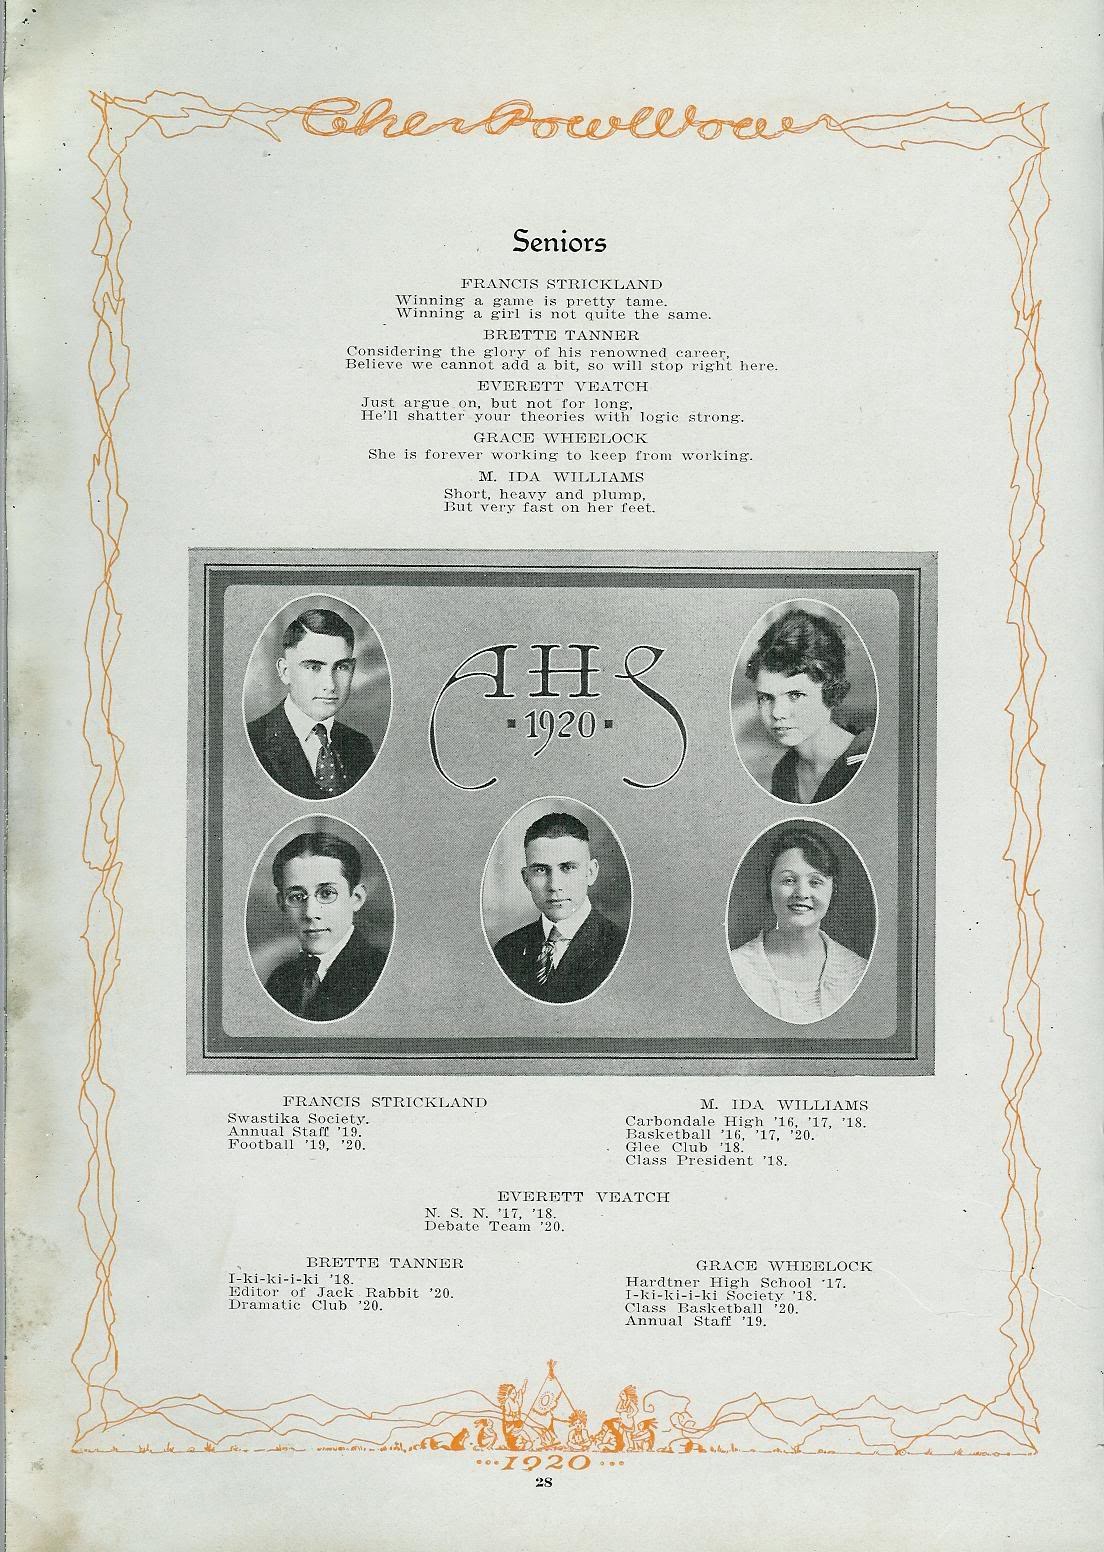 The Pow Wow
Seniors
FRANCIS STRICKLAND
Winning a game is pretty tame.
Winning a girl is not quite the same.
BRETTE TANNER
Considering the glory of his renowned career,
Believe we cannot add a bit, so will stop right here.
EVERETT VEATCH
Just argue on, but not for long,
He'll shatter your theories with logic strong.
GRACE WHEELOCK
She is forever working to keep from working.
M. IDA WILLIAMS
Short, heavy and plump,
But very fast on her feet.
AHS
1920
FRANCIS STRICKLAND
Swastika Society.
Annual Staff '19.
Football '19, '20.
M. IDA WILLIAMS
Carbondale High '16, '17, '18.
Basketball '16, '17, '20.
Glee Club '18.
Class President '18.
EVERETT VEATCH
N. S. N. '17, '18.
Debate Team '20.
BRETTE TANNER
I-ki-ki-i-ki '18.
Editor of Jack Rabbit '20.
Dramatic Club '20.
GRACE WHEELOCK
Hardtner High School '17.
I-ki-ki-i-ki Society '18.
Class Basketball '20.
Annual Staff '19.
...1920...
28